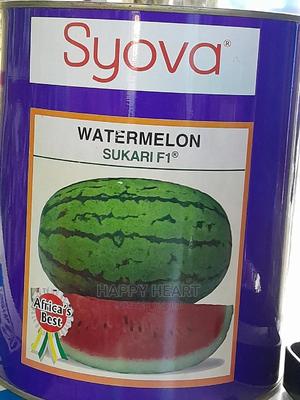 Syova®
WATERMELON
SUKARI F1®
HAPPY HEART
Africa's
Best